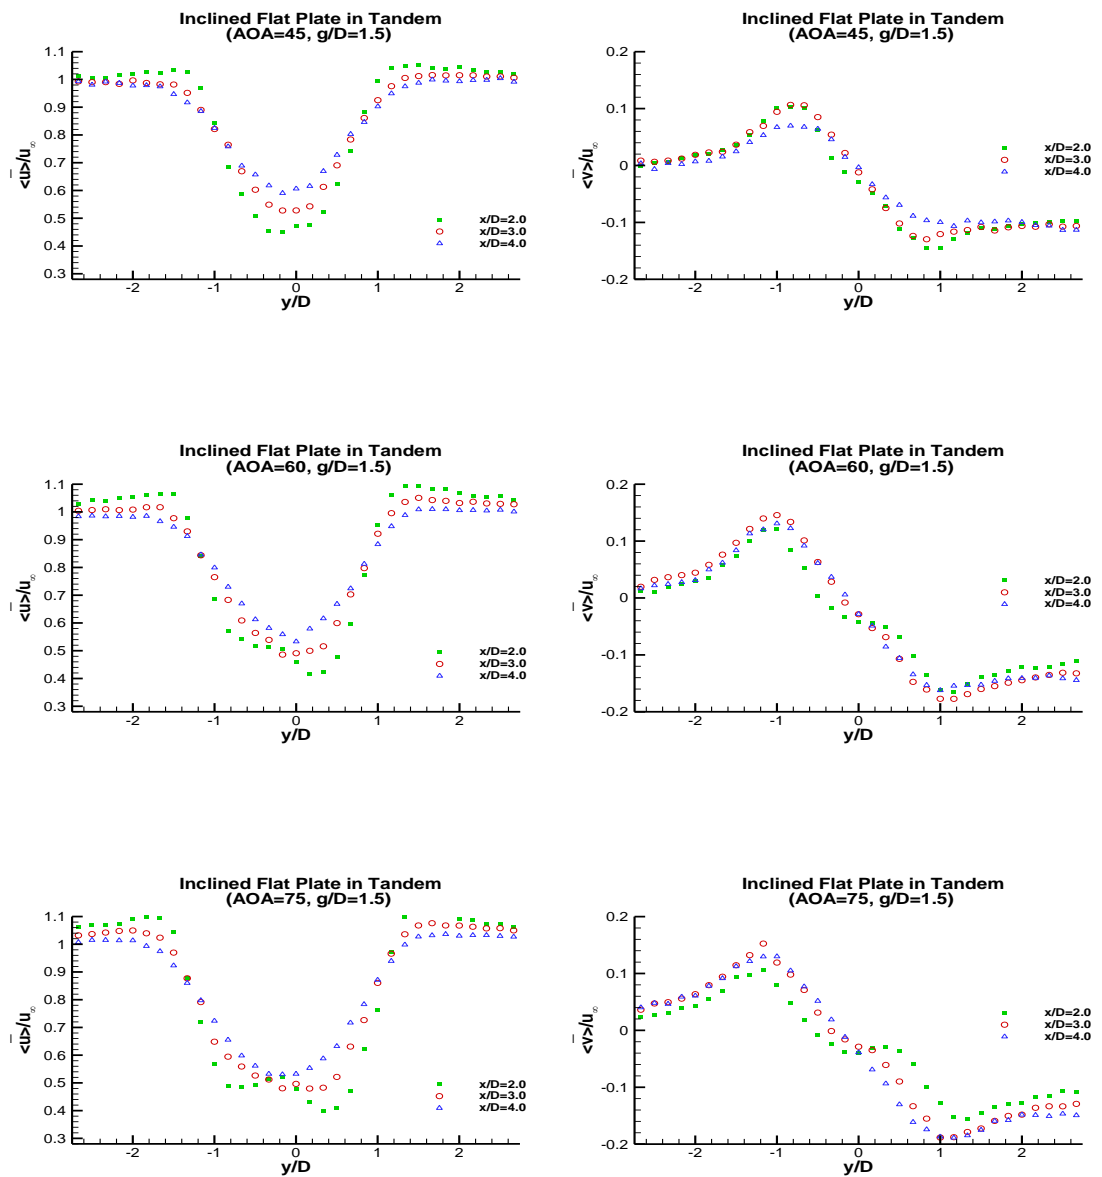 Inclined Flat Plate in Tandem
(AOA=45, g/D=1.5)
1.1
1
0.9
0.8
0.7
0.6
0.5
0.4
0.3
<u>/u∞
x/D=2.0
x/D=3.0
x/D=4.0
-2 -1 0 1 2
y/D
Inclined Flat Plate in Tandem
(AOA=45, g/D=1.5)
0.2
0.1
0
-0.1
-0.2
<v>/u∞
x/D=2.0
x/D=3.0
x/D=4.0
-2 -1 0 1 2
y/D
Inclined Flat Plate in Tandem
(AOA=60, g/D=1.5)
1.1
1
0.9
0.8
0.7
0.6
0.5
0.4
0.3
<u>/u∞
x/D=2.0
x/D=3.0
x/D=4.0
-2 -1 0 1 2
y/D
Inclined Flat Plate in Tandem
(AOA=60, g/D=1.5)
0.2
0.1
0
-0.1
-0.2
<v>/u∞
x/D=2.0
x/D=3.0
x/D=4.0
-2 -1 0 1 2
y/D
Inclined Flat Plate in Tandem
(AOA=75, g/D=1.5)
1.1
1
0.9
0.8
0.7
0.6
0.5
0.4
0.3
<u>/u∞
x/D=2.0
x/D=3.0
x/D=4.0
-2 -1 0 1 2
y/D
Inclined Flat Plate in Tandem
(AOA=75, g/D=1.5)
0.2
0.1
0
-0.1
-0.2
<v>/u∞
x/D=2.0
x/D=3.0
x/D=4.0
-2 -1 0 1 2
y/D